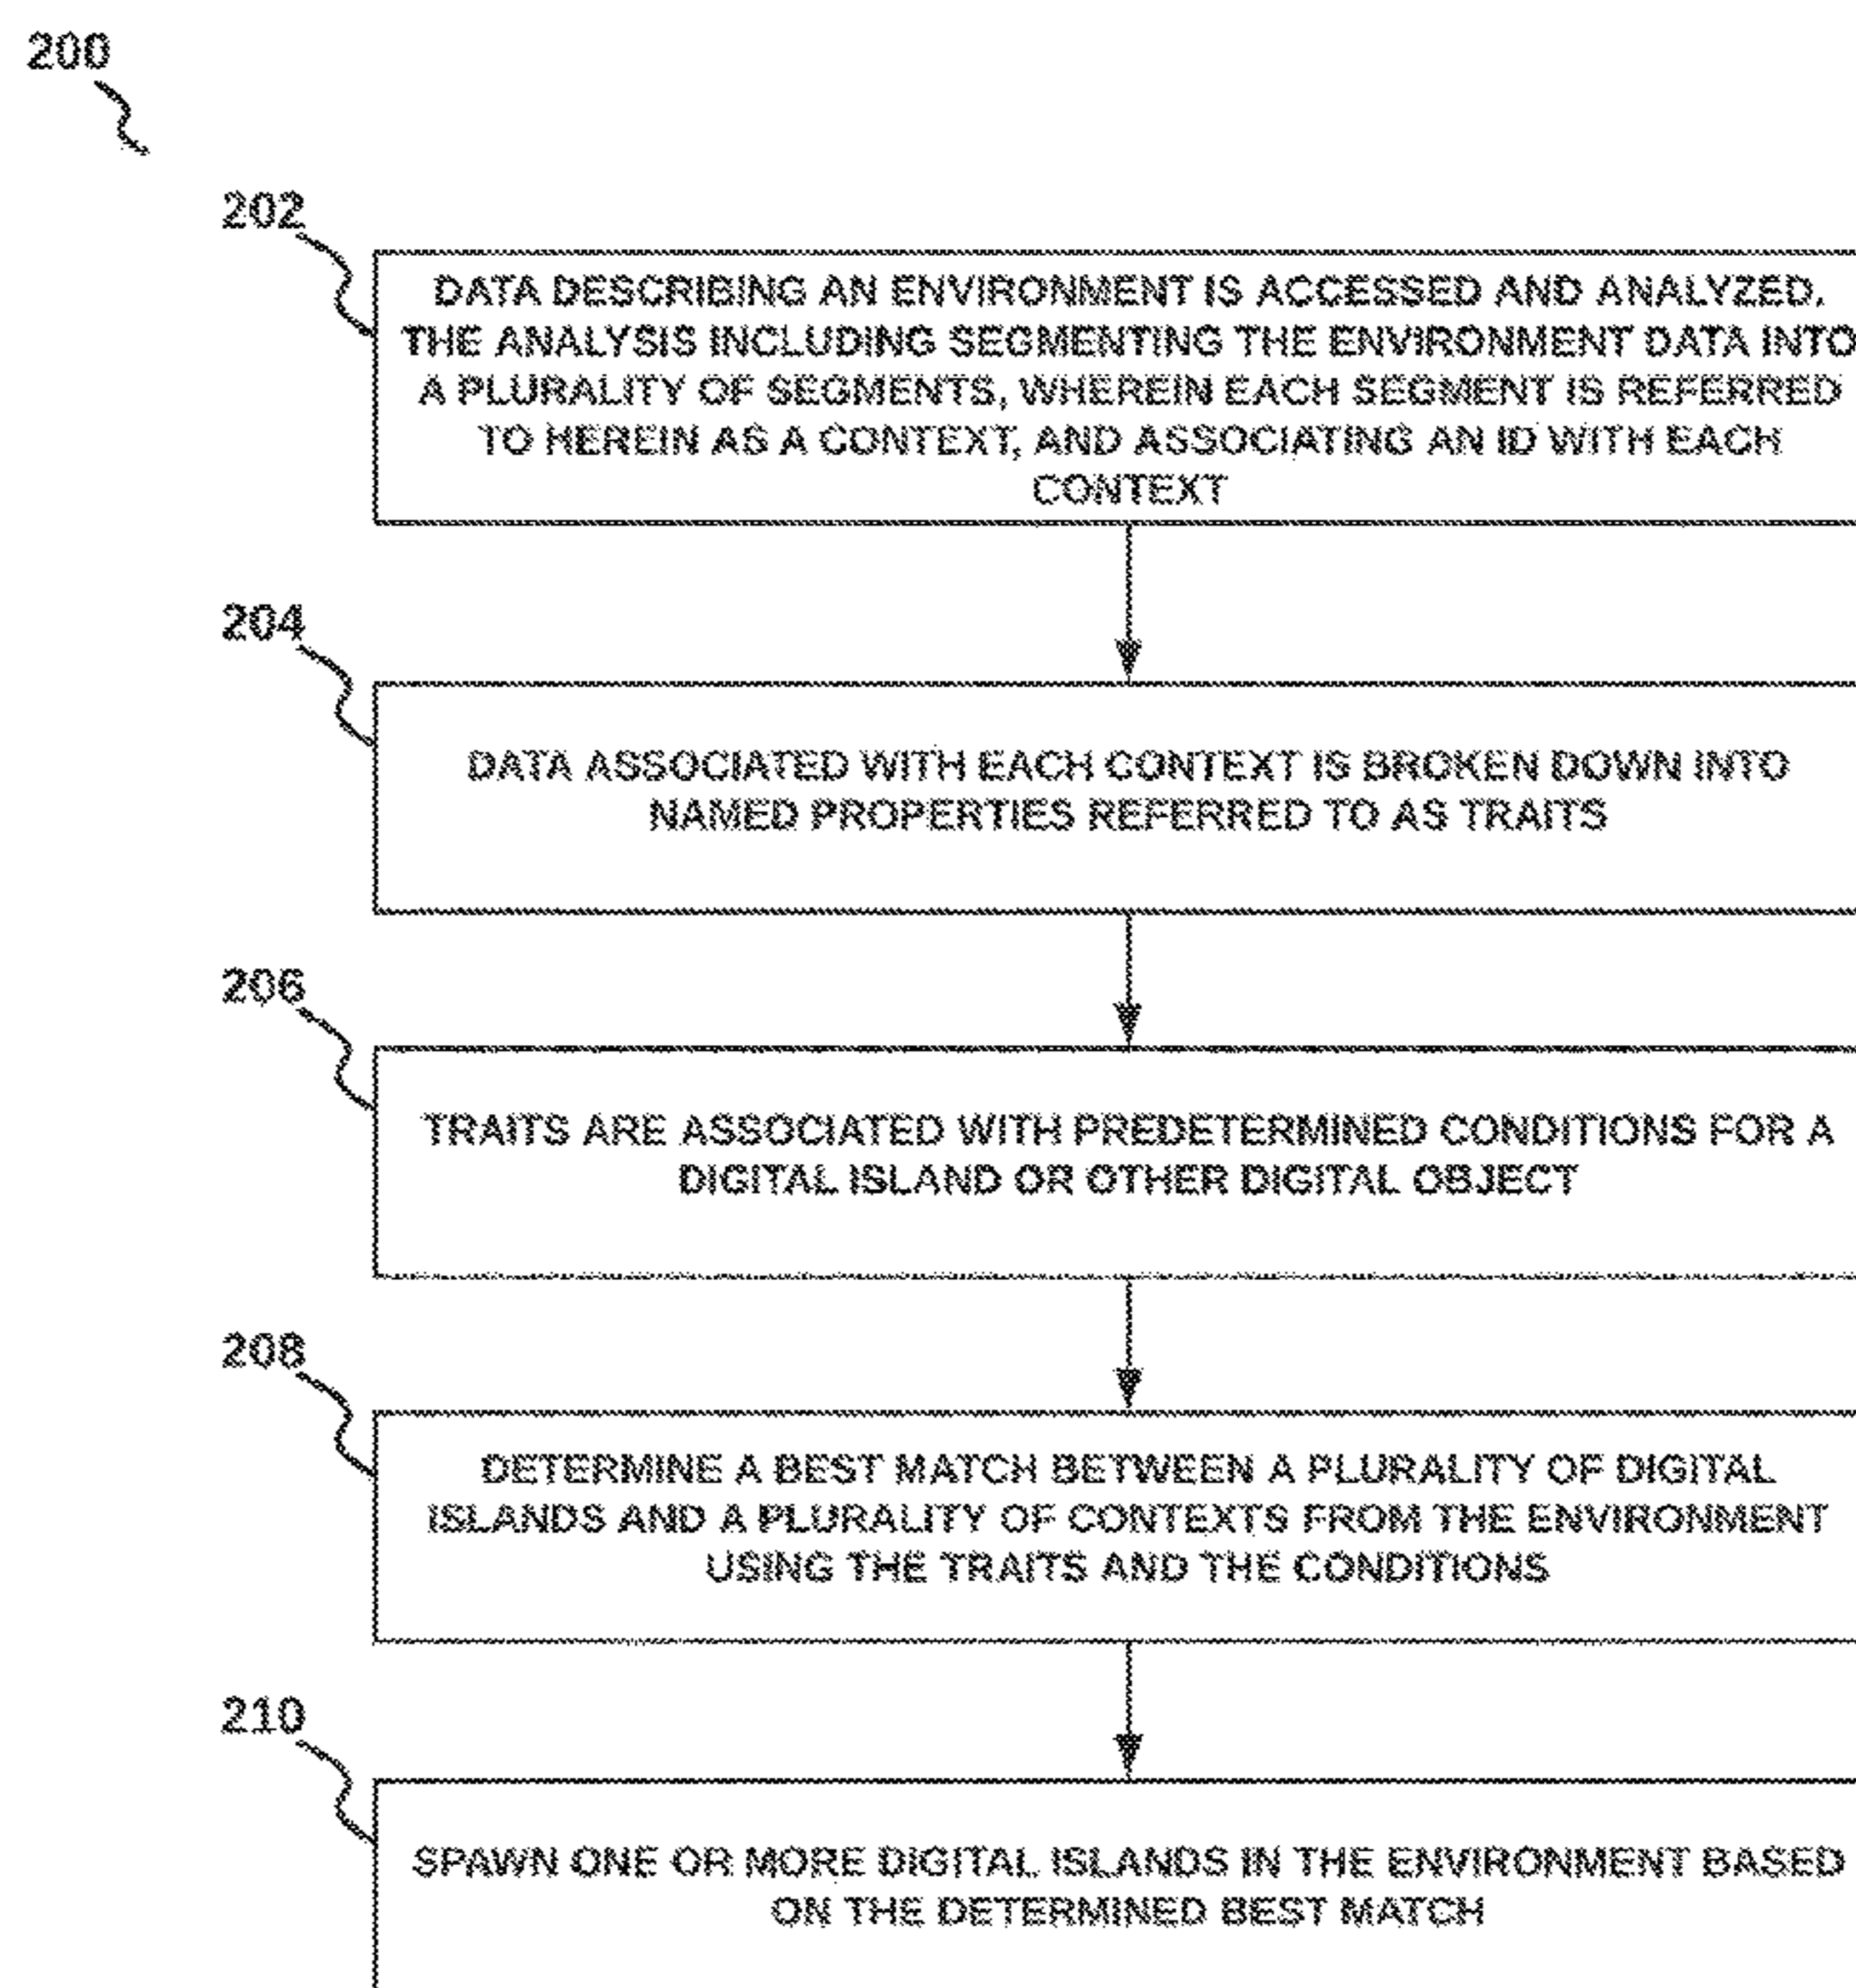 200
202
DATA DESCRIBING AN ENVIRONMENT IS ACCESSED AND ANALYZED,
THE ANALYSIS INCLUDING SEGMENTING THE ENVIRONMENT DATA INTO
A PLURALITY OF SEGMENTS, WHEREIN EACH SEGMENT IS REFERRED
TO HEREIN AS A CONTEXT, AND ASSOCIATING AN ID WITH EACH
CONTEXT
204
DATA ASSOCIATED WITH EACH CONTEXT IS BROKEN DOWN INTO
NAMED PROPERTIES REFERRED TO AS TRAITS
206
TRAITS ARE ASSOCIATED WITH PREDETERMINED CONDITIONS FOR A
DIGITAL ISLAND OR OTHER DIGITAL OBJECT
208
DETERMINE A BEST MATCH BETWEEN A PLURALITY OF DIGITAL
ISLANDS AND A PLURALITY OF CONTEXTS FROM THE ENVIRONMENT
USING THE TRAITS AND THE CONDITIONS
210
SPAWN ONE OR MORE DIGITAL ISLANDS IN THE ENVIRONMENT BASED
ON THE DETERMINED BEST MATCH